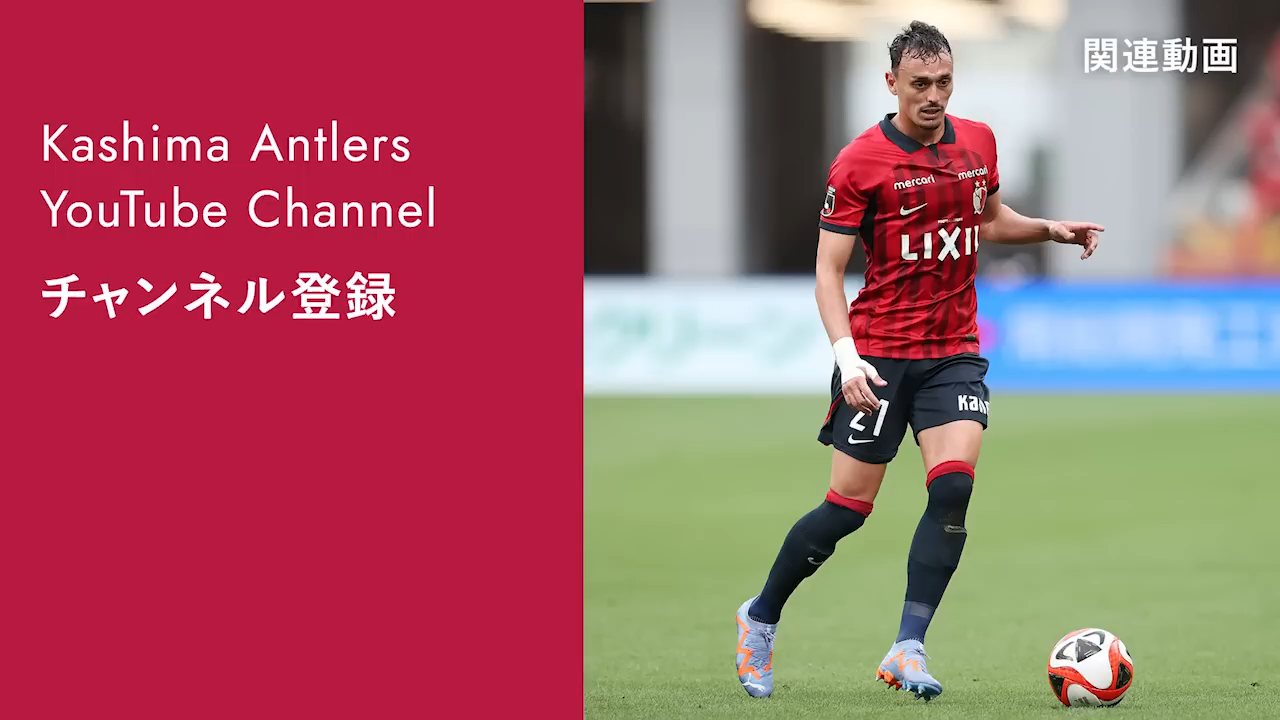 Kashima Antlers
YouTube Channel
チャンネル登録
関連動画
mercari
mercari
LIXIL
21